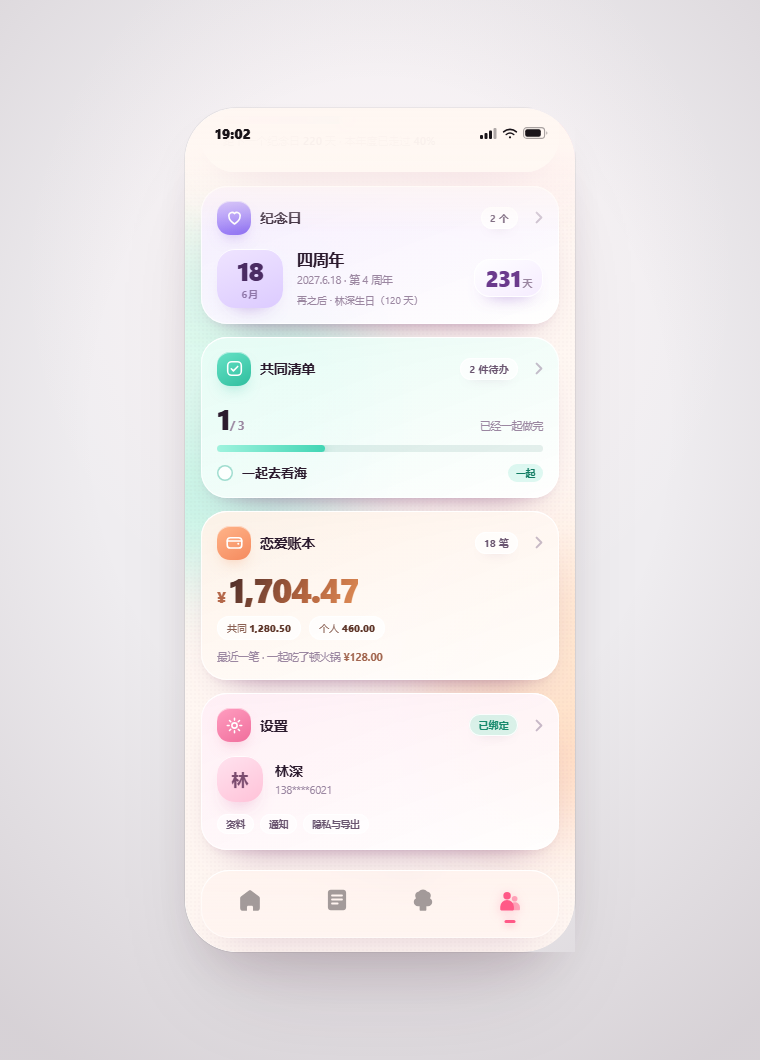 19:02
220 天
40%
纪念日
2 个
18
6月
四周年
2027.6.18 · 第 4 周年
再之后 · 林深生日（120 天）
231天
共同清单
2 件待办
1/ 3
已经一起做完
一起去看海
一起
恋爱账本
18 笔
¥1,704.47
共同 1,280.50
个人 460.00
最近一笔 · 一起吃了顿火锅 ¥128.00
设置
已绑定
林
林深
138****6021
资料
通知
隐私与导出